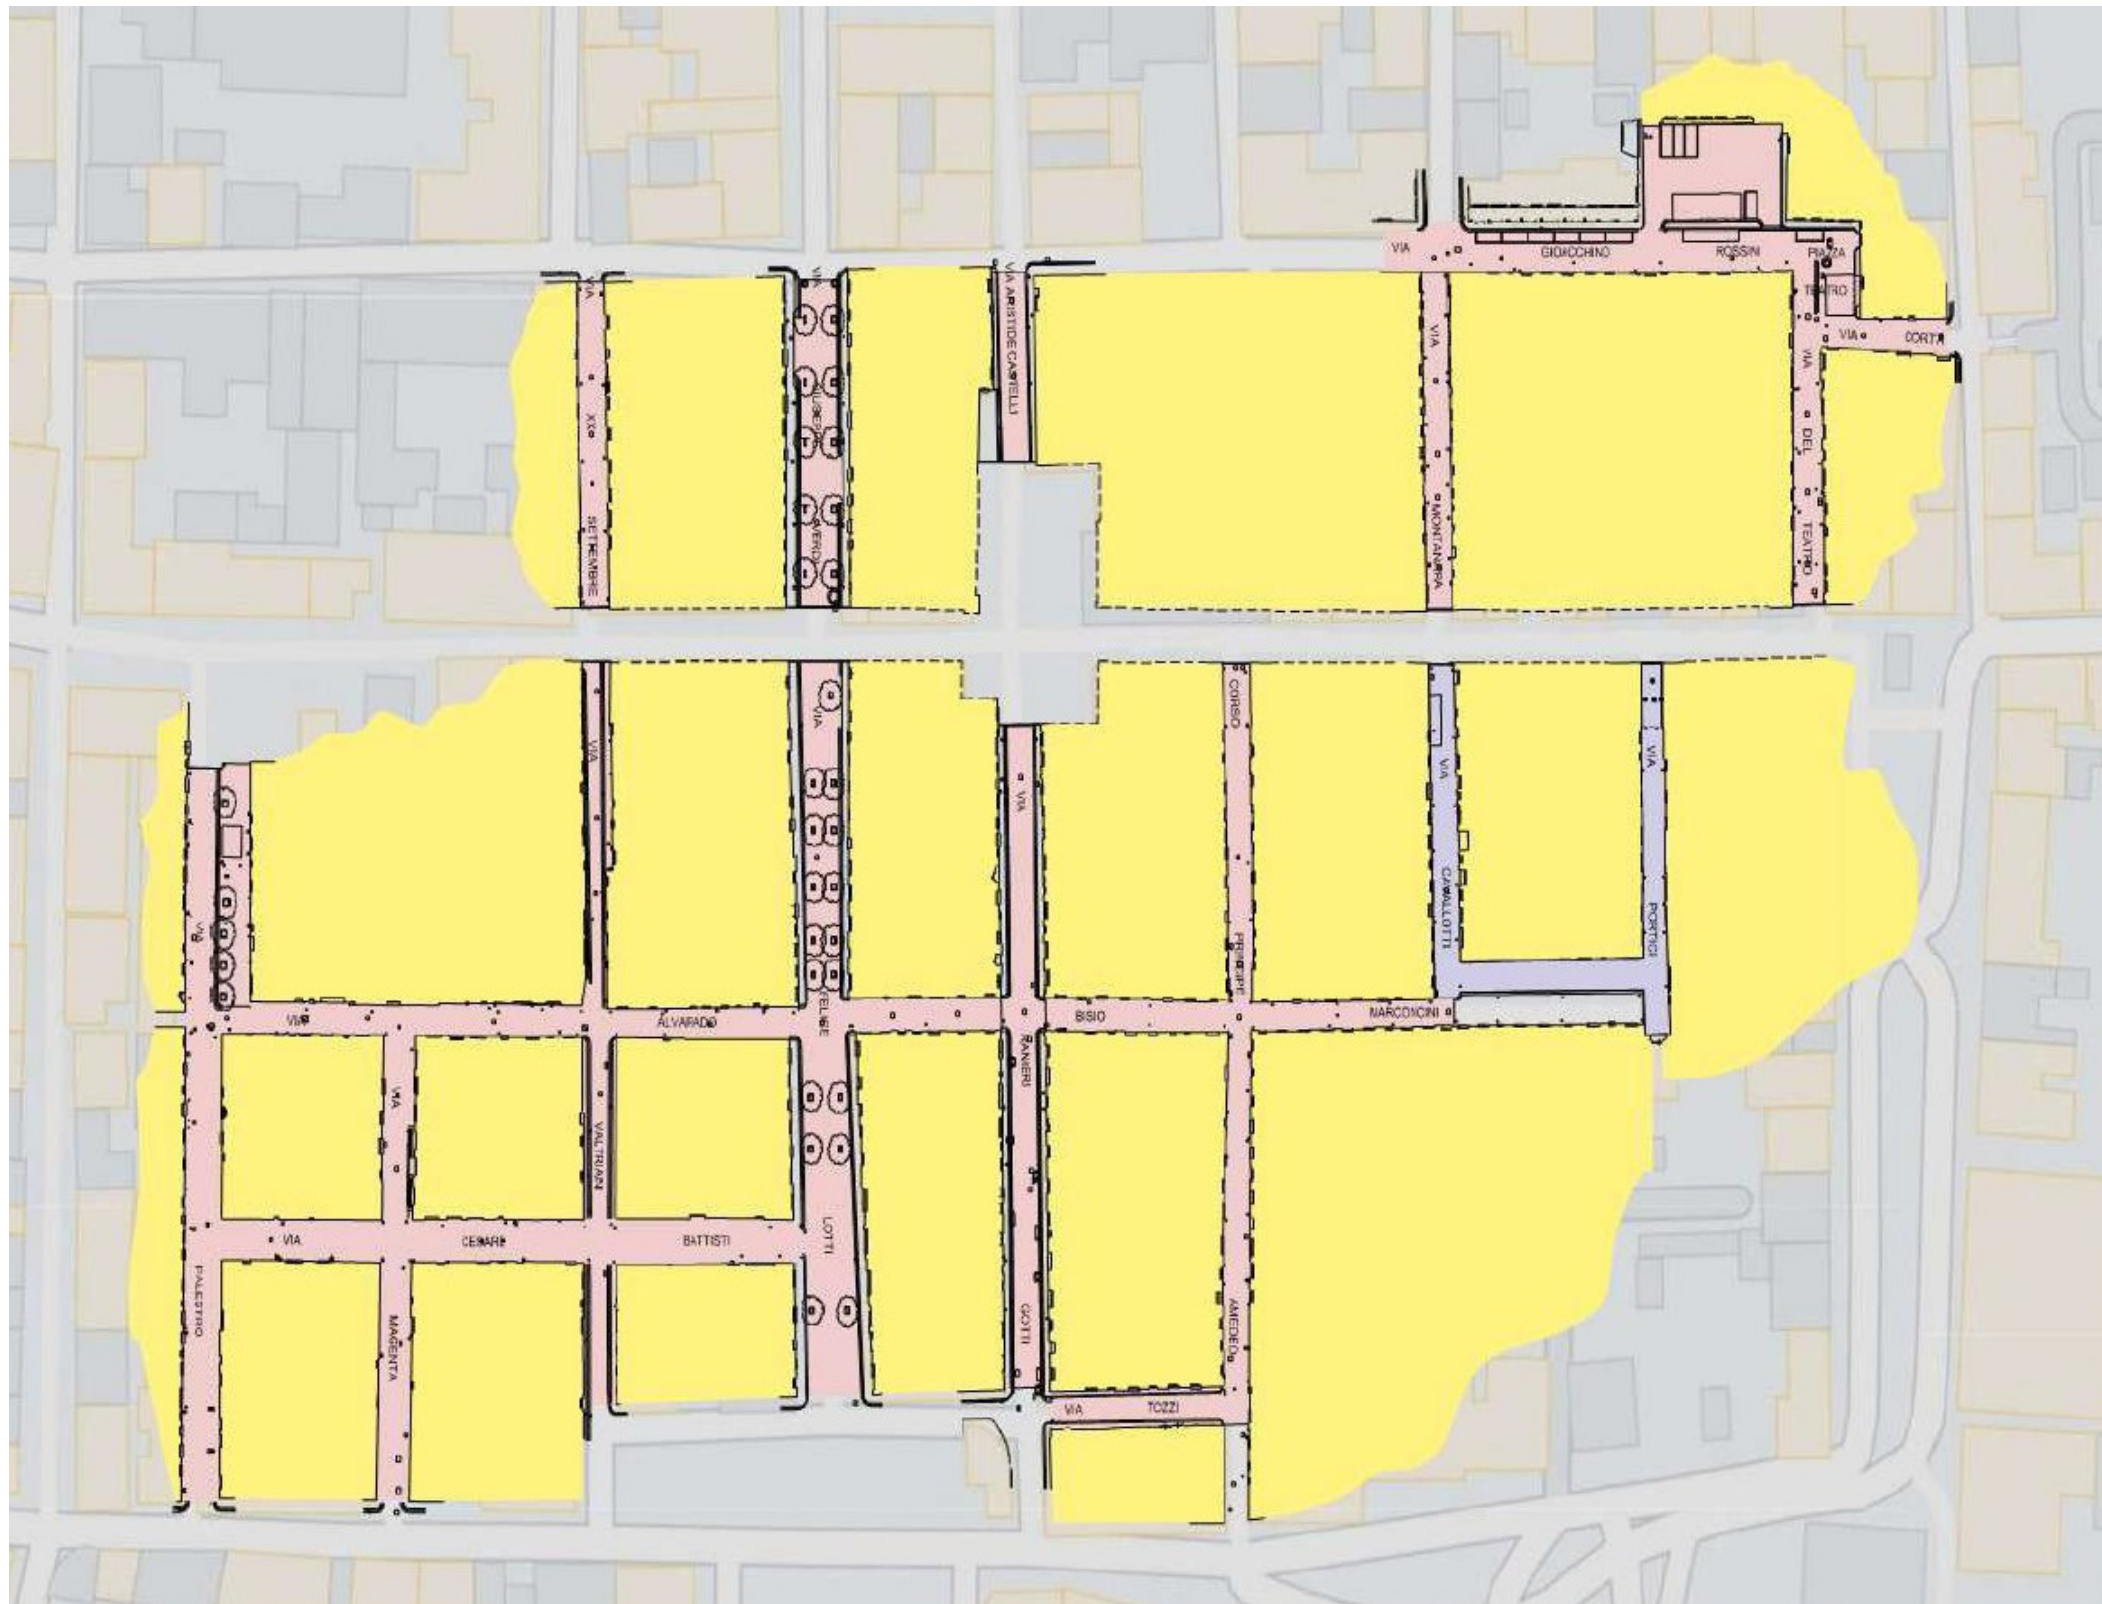 VIA GIOACCHINO ROSSINI PIAZZA
TEATRO
VIA CORTA
VIA XX SETTEMBRE
VIA GIUSEPPE VERDI
VIA ARISTIDE CASTELLI
VIA MONTANARA
VIA DEL TEATRO
VIA PALESTRO
VIA MAGENTA
VIA VALTRIANI
VIA FELICE LOTTI
VIA RANIERI GOTTI
CORSO PRINCIPE AMEDEO
VIA CAVALLOTTI
VIA PORTICI
VIA ALVARADO BISIO MARCONCINI
VIA CESARE BATTISTI
VIA TOZZI